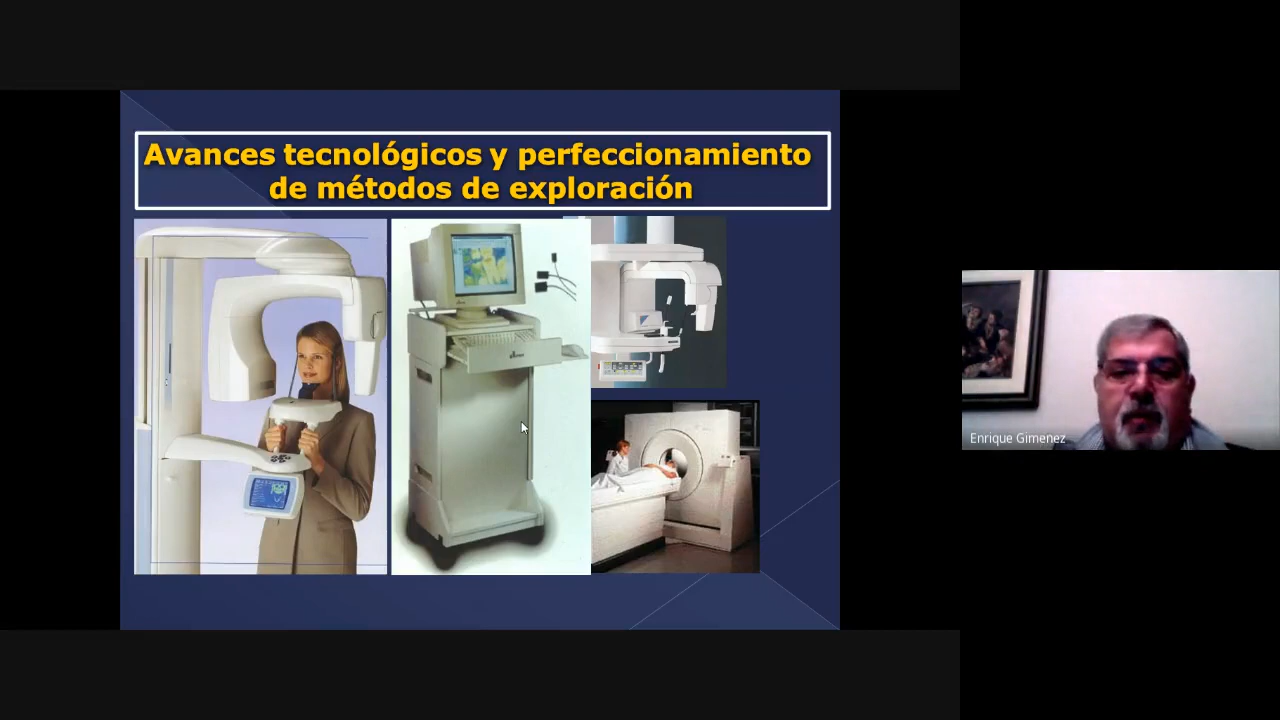 Avances tecnológicos y perfeccionamiento
de métodos de exploración
Enrique Gimenez